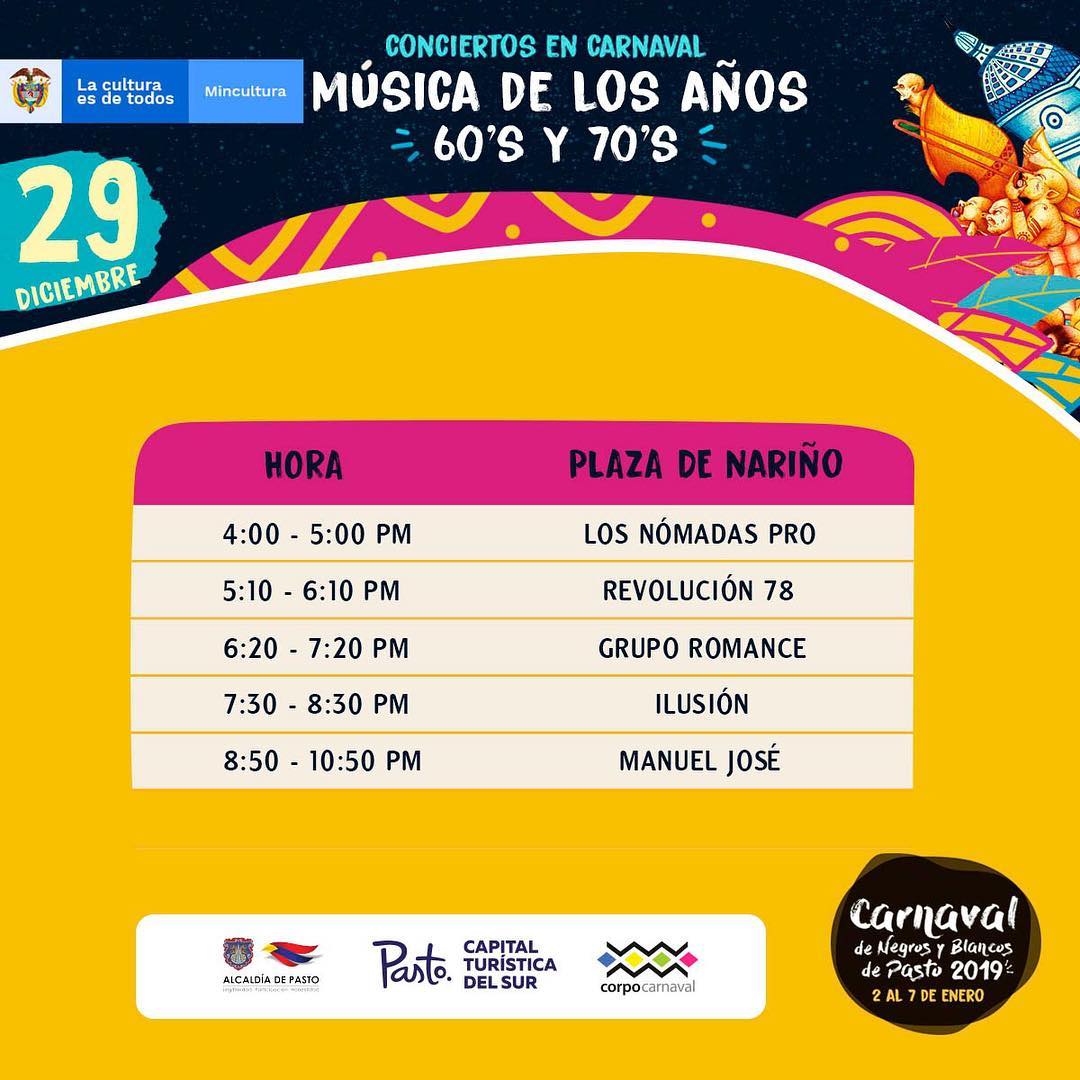 CONCIERTOS EN CARNAVAL
MÚSICA DE LOS AÑOS
60'S Y 70'S
La cultura
es de todos
Mincultura
29
DICIEMBRE
HORA PLAZA DE NARIÑO
4:00 - 5:00 PM LOS NÓMADAS PRO
5:10 - 6:10 PM REVOLUCIÓN 78
6:20 - 7:20 PM GRUPO ROMANCE
7:30 - 8:30 PM ILUSIÓN
8:50 - 10:50 PM MANUEL JOSÉ
ALCALDÍA DE PASTO
Pasto.
CAPITAL
TURÍSTICA
DEL SUR
corpocarnaval
Carnaval
de Negros y Blancos
de Pasto 2019
2 AL 7 DE ENERO